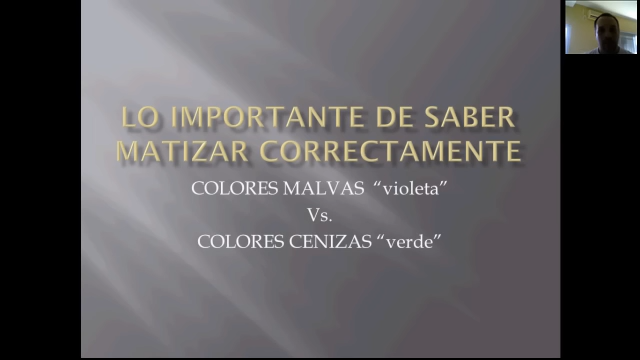 LO IMPORTANTE DE SABER
MATIZAR CORRECTAMENTE
COLORES MALVAS “violeta”
Vs.
COLORES CENIZAS “verde”